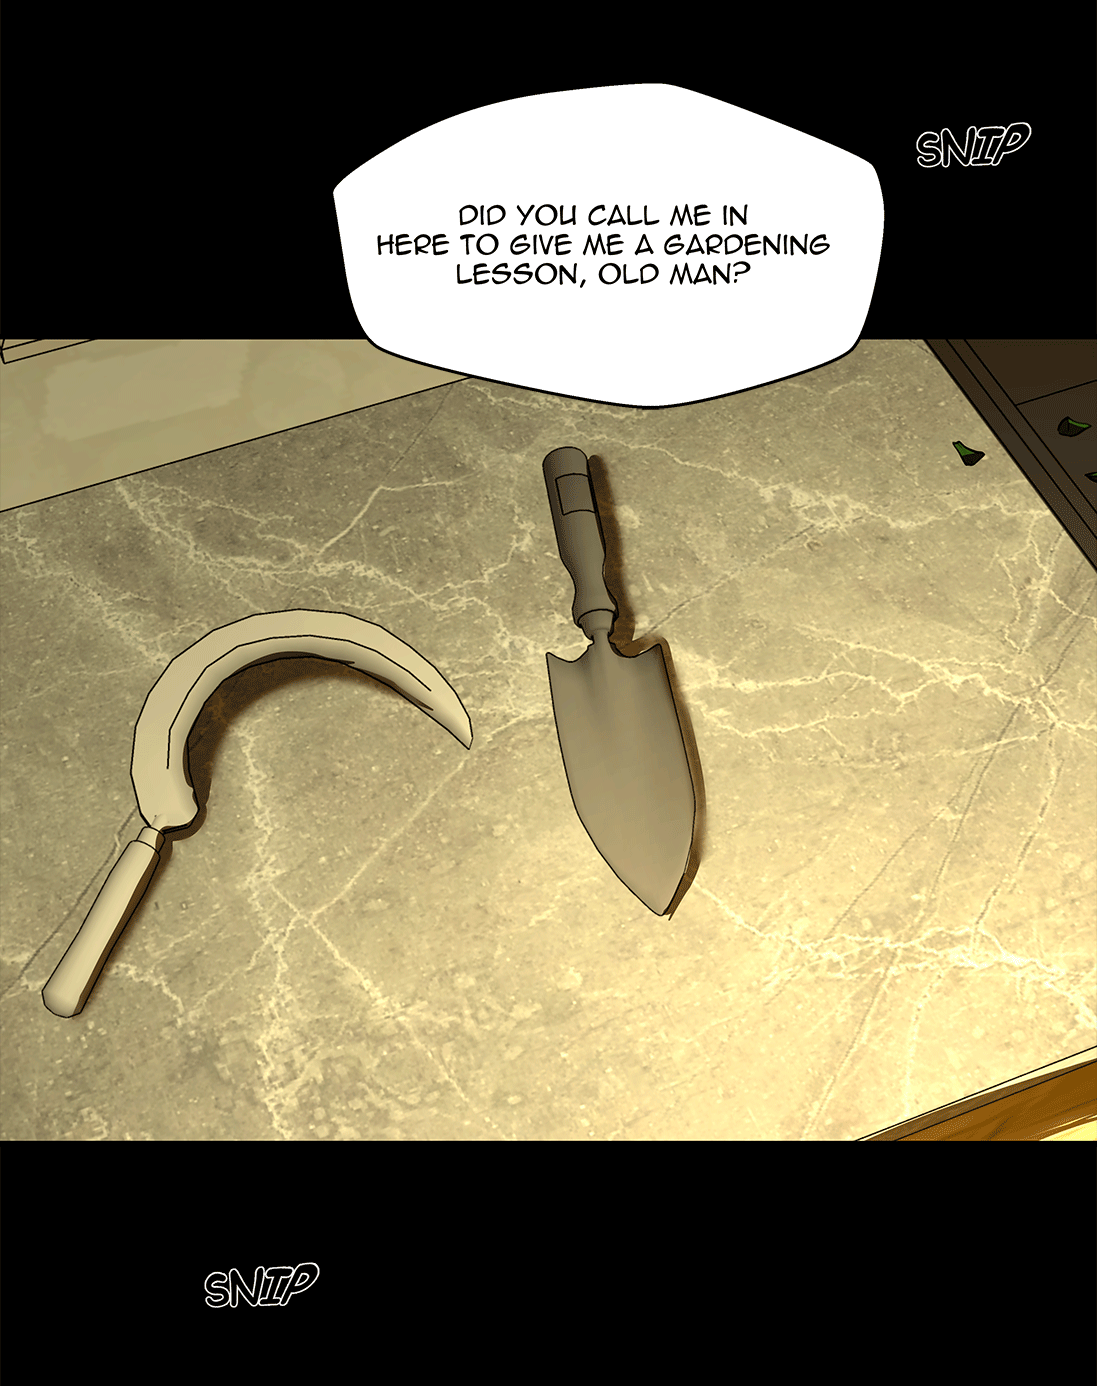 SNIP
DID YOU CALL ME IN
HERE TO GIVE ME A GARDENING
LESSON, OLD MAN?
SNIP